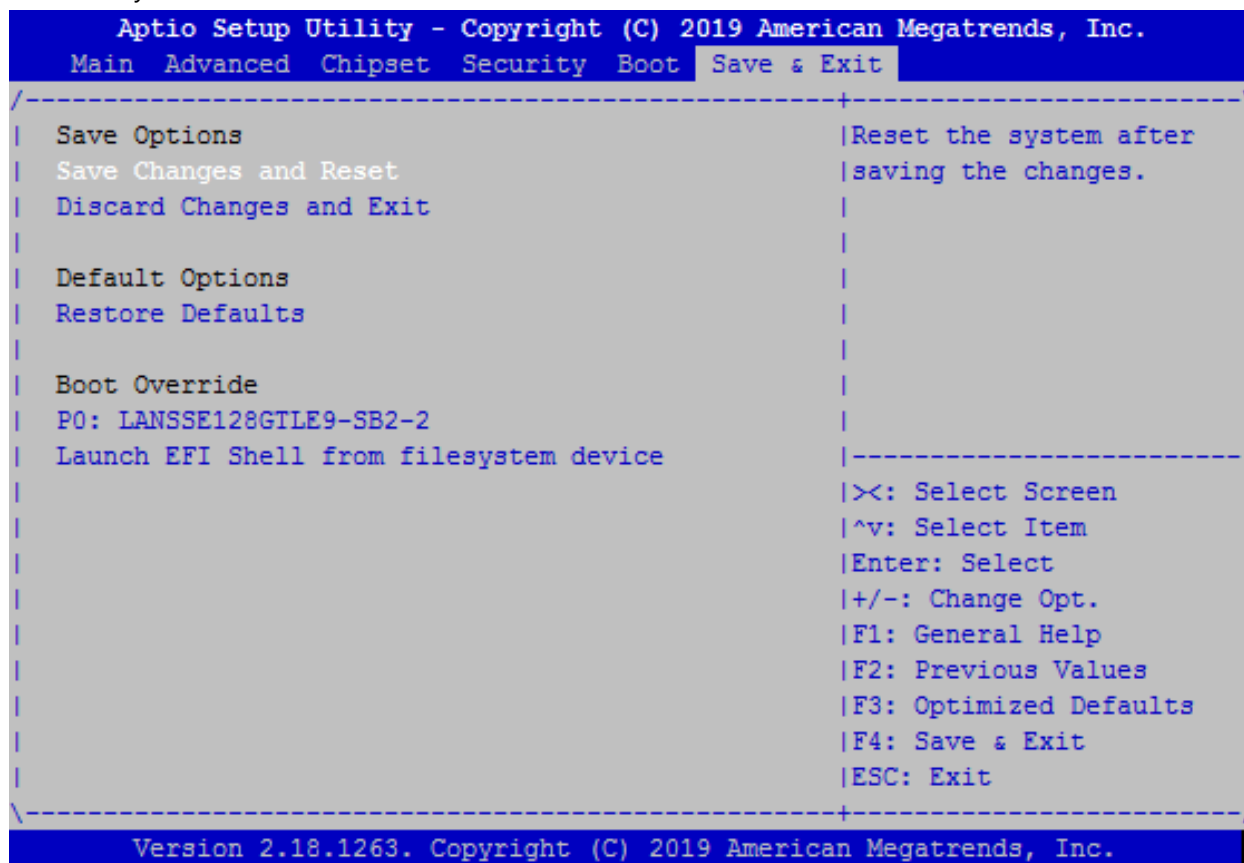 Aptio Setup Utility - Copyright (C) 2019 American Megatrends, Inc.
Main Advanced Chipset Security Boot Save & Exit
Save Options
Save Changes and Reset
Discard Changes and Exit
Default Options
Restore Defaults
Boot Override
P0: LANSSE128GTLE9-SB2-2
Launch EFI Shell from filesystem device
Reset the system after
saving the changes.
><: Select Screen
^v: Select Item
Enter: Select
+/-: Change Opt.
F1: General Help
F2: Previous Values
F3: Optimized Defaults
F4: Save & Exit
ESC: Exit
Version 2.18.1263. Copyright (C) 2019 American Megatrends, Inc.